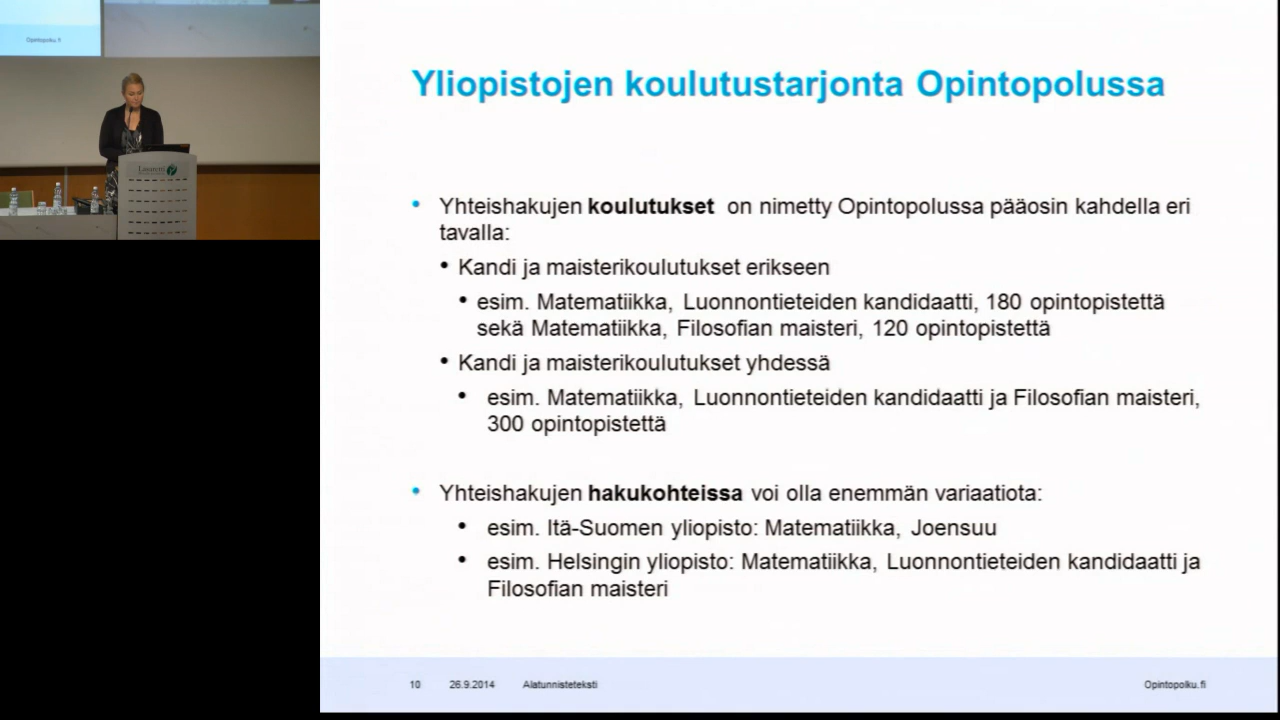 Opintopolku.fi
Lasaretti
Yliopistojen koulutustarjonta Opintopolussa
• Yhteishakujen koulutukset on nimetty Opintopolussa pääosin kahdella eri
tavalla:
• Kandi ja maisterikoulutukset erikseen
• esim. Matematiikka, Luonnontieteiden kandidaatti, 180 opintopistettä
sekä Matematiikka, Filosofian maisteri, 120 opintopistettä
• Kandi ja maisterikoulutukset yhdessä
• esim. Matematiikka, Luonnontieteiden kandidaatti ja Filosofian maisteri,
300 opintopistettä
• Yhteishakujen hakukohteissa voi olla enemmän variaatiota:
• esim. Itä-Suomen yliopisto: Matematiikka, Joensuu
• esim. Helsingin yliopisto: Matematiikka, Luonnontieteiden kandidaatti ja
Filosofian maisteri
10 26.9.2014 Alatunnisteteksti Opintopolku.fi